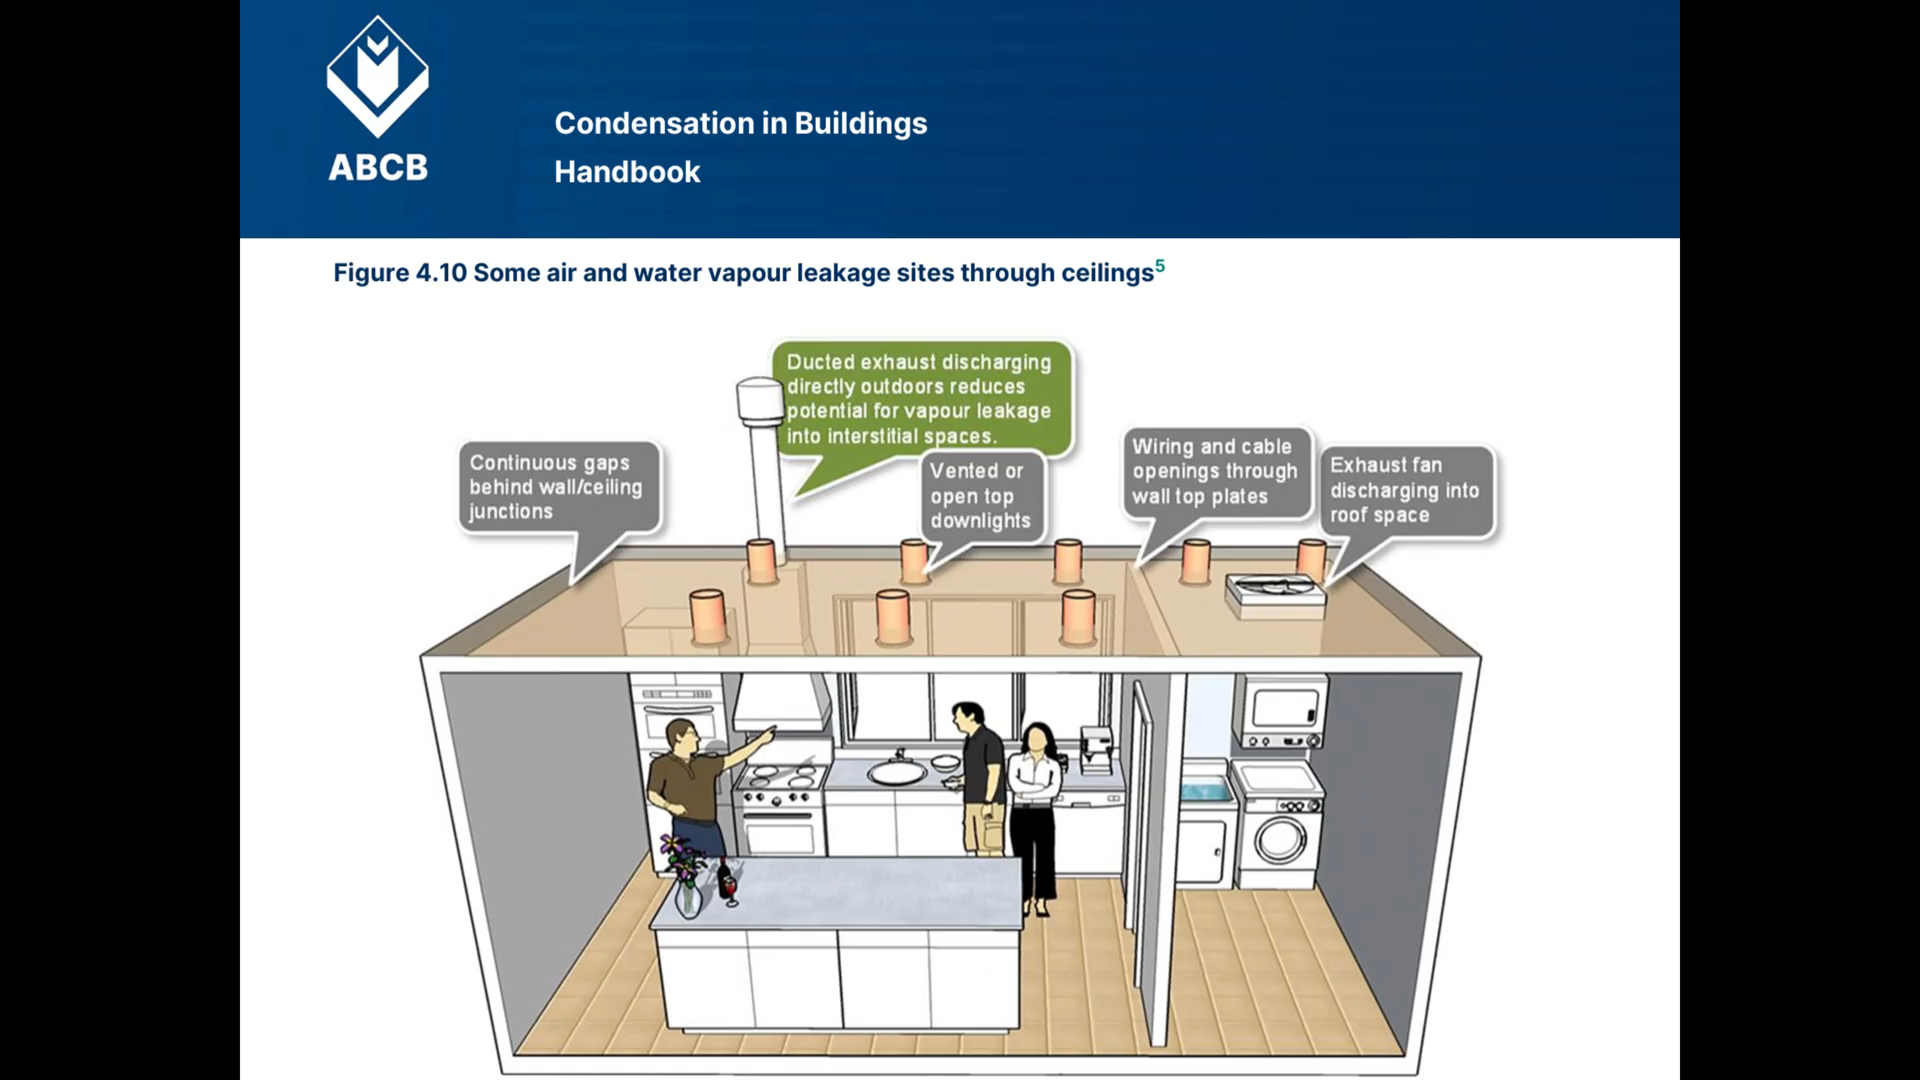 ABCB
Condensation in Buildings
Handbook
Figure 4.10 Some air and water vapour leakage sites through ceilings5
Ducted exhaust discharging
directly outdoors reduces
potential for vapour leakage
into interstitial spaces.
Continuous gaps
behind wall/ceiling
junctions
Vented or
open top
downlights
Wiring and cable
openings through
wall top plates
Exhaust fan
discharging into
roof space